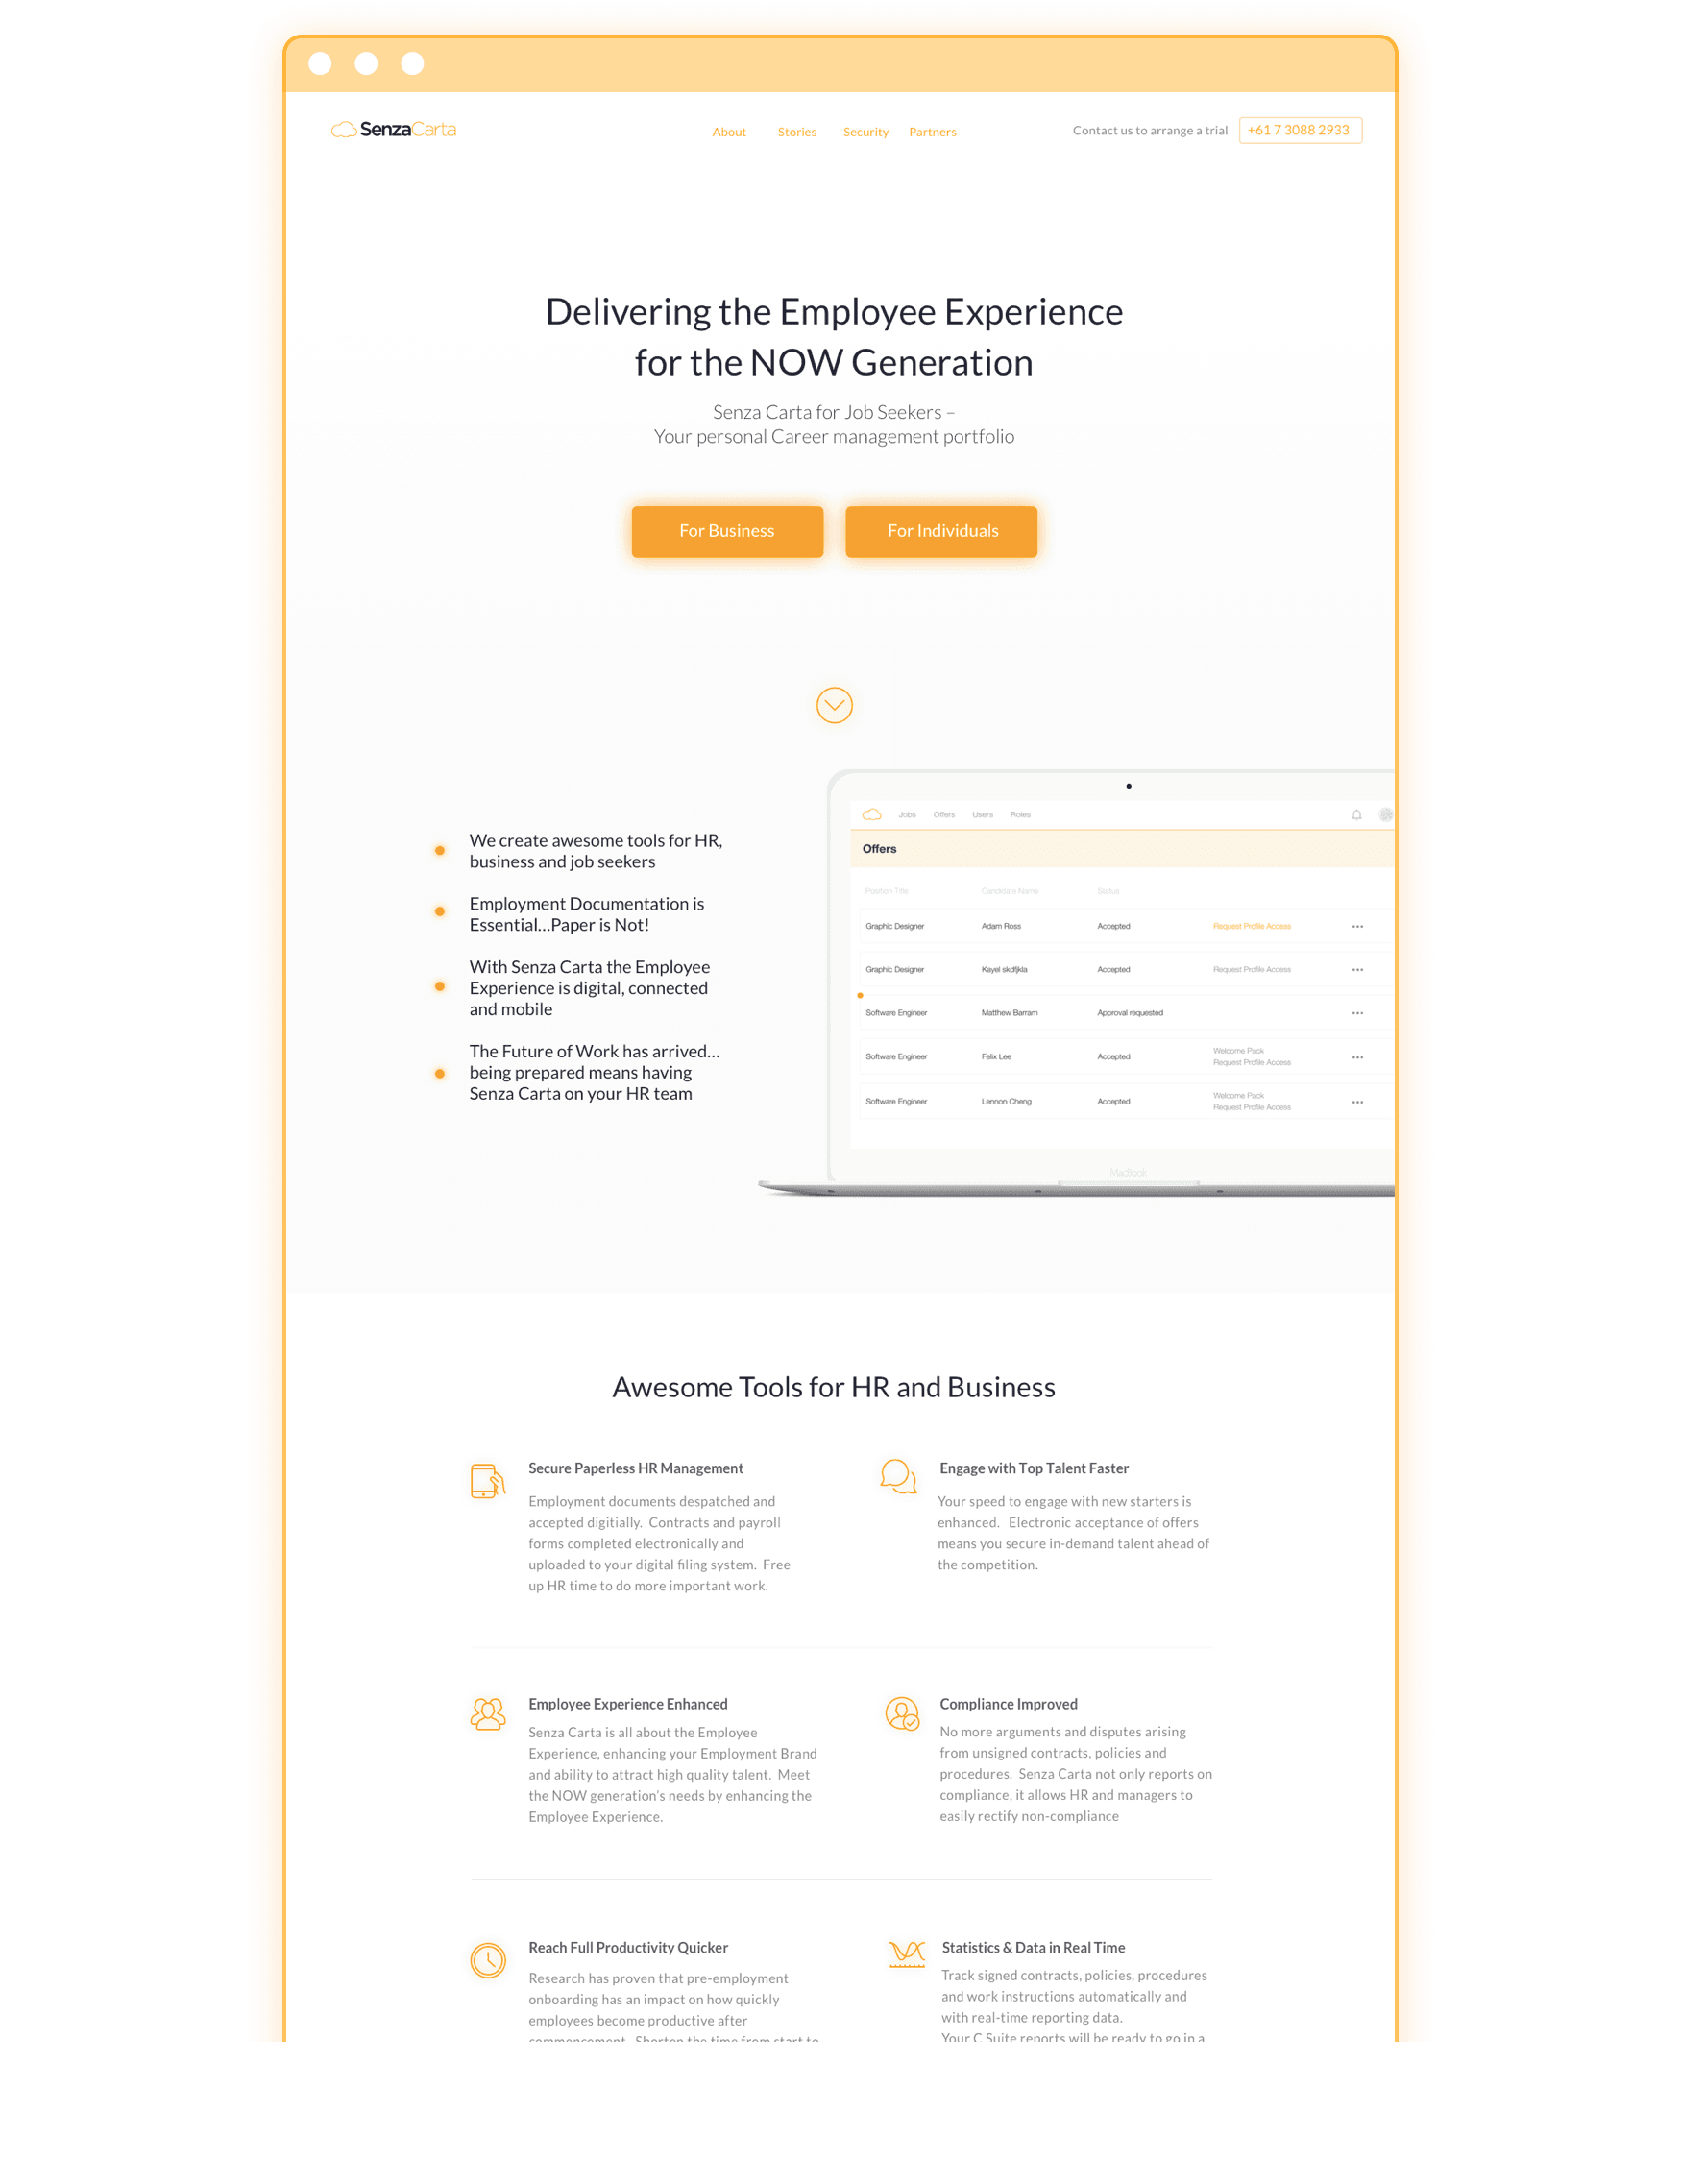 SenzaCarta
About Stories Security Partners
Contact us to arrange a trial +61 7 3088 2933
Delivering the Employee Experience
for the NOW Generation
Senza Carta for Job Seekers –
Your personal Career management portfolio
For Business For Individuals
We create awesome tools for HR,
business and job seekers
Employment Documentation is
Essential...Paper is Not!
With Senza Carta the Employee
Experience is digital, connected
and mobile
The Future of Work has arrived...
being prepared means having
Senza Carta on your HR team
Jobs Offers Users Roles
Offers
Position Title Candidate Name Status
Graphic Designer Adam Ross Accepted Request Profile Access
Graphic Designer Kayel skdfjkla Accepted Request Profile Access
Software Engineer Matthew Barram Approval requested
Software Engineer Felix Lee Accepted Welcome Pack
Request Profile Access
Software Engineer Lennon Cheng Accepted Welcome Pack
Request Profile Access
MacBook
Awesome Tools for HR and Business
Secure Paperless HR Management
Employment documents despatched and
accepted digitially. Contracts and payroll
forms completed electronically and
uploaded to your digital filing system. Free
up HR time to do more important work.
Engage with Top Talent Faster
Your speed to engage with new starters is
enhanced. Electronic acceptance of offers
means you secure in-demand talent ahead of
the competition.
Employee Experience Enhanced
Senza Carta is all about the Employee
Experience, enhancing your Employment Brand
and ability to attract high quality talent. Meet
the NOW generation's needs by enhancing the
Employee Experience.
Compliance Improved
No more arguments and disputes arising
from unsigned contracts, policies and
procedures. Senza Carta not only reports on
compliance, it allows HR and managers to
easily rectify non-compliance
Reach Full Productivity Quicker
Research has proven that pre-employment
onboarding has an impact on how quickly
employees become productive after
commencement. Shorten the time from start to
Statistics & Data in Real Time
Track signed contracts, policies, procedures
and work instructions automatically and
with real-time reporting data.
Your C Suite reports will be ready to go in a